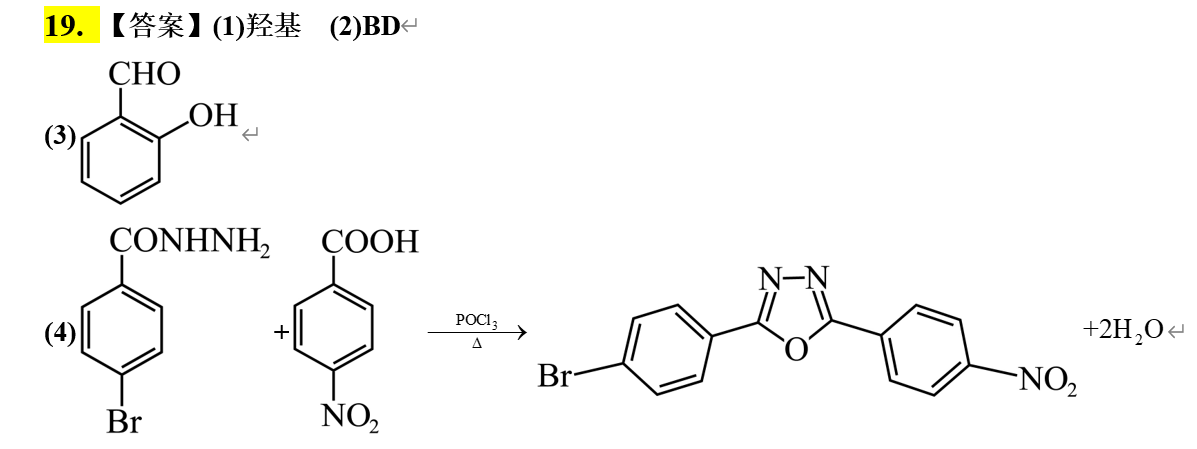 19. 【答案】(1)羟基 (2)BD↵
CHO
OH
(3)
↵
CONHNH₂
COOH
(4)
+
POCl₃
Δ
N
N
O
Br
NO₂
+2H₂O↵
Br
NO₂